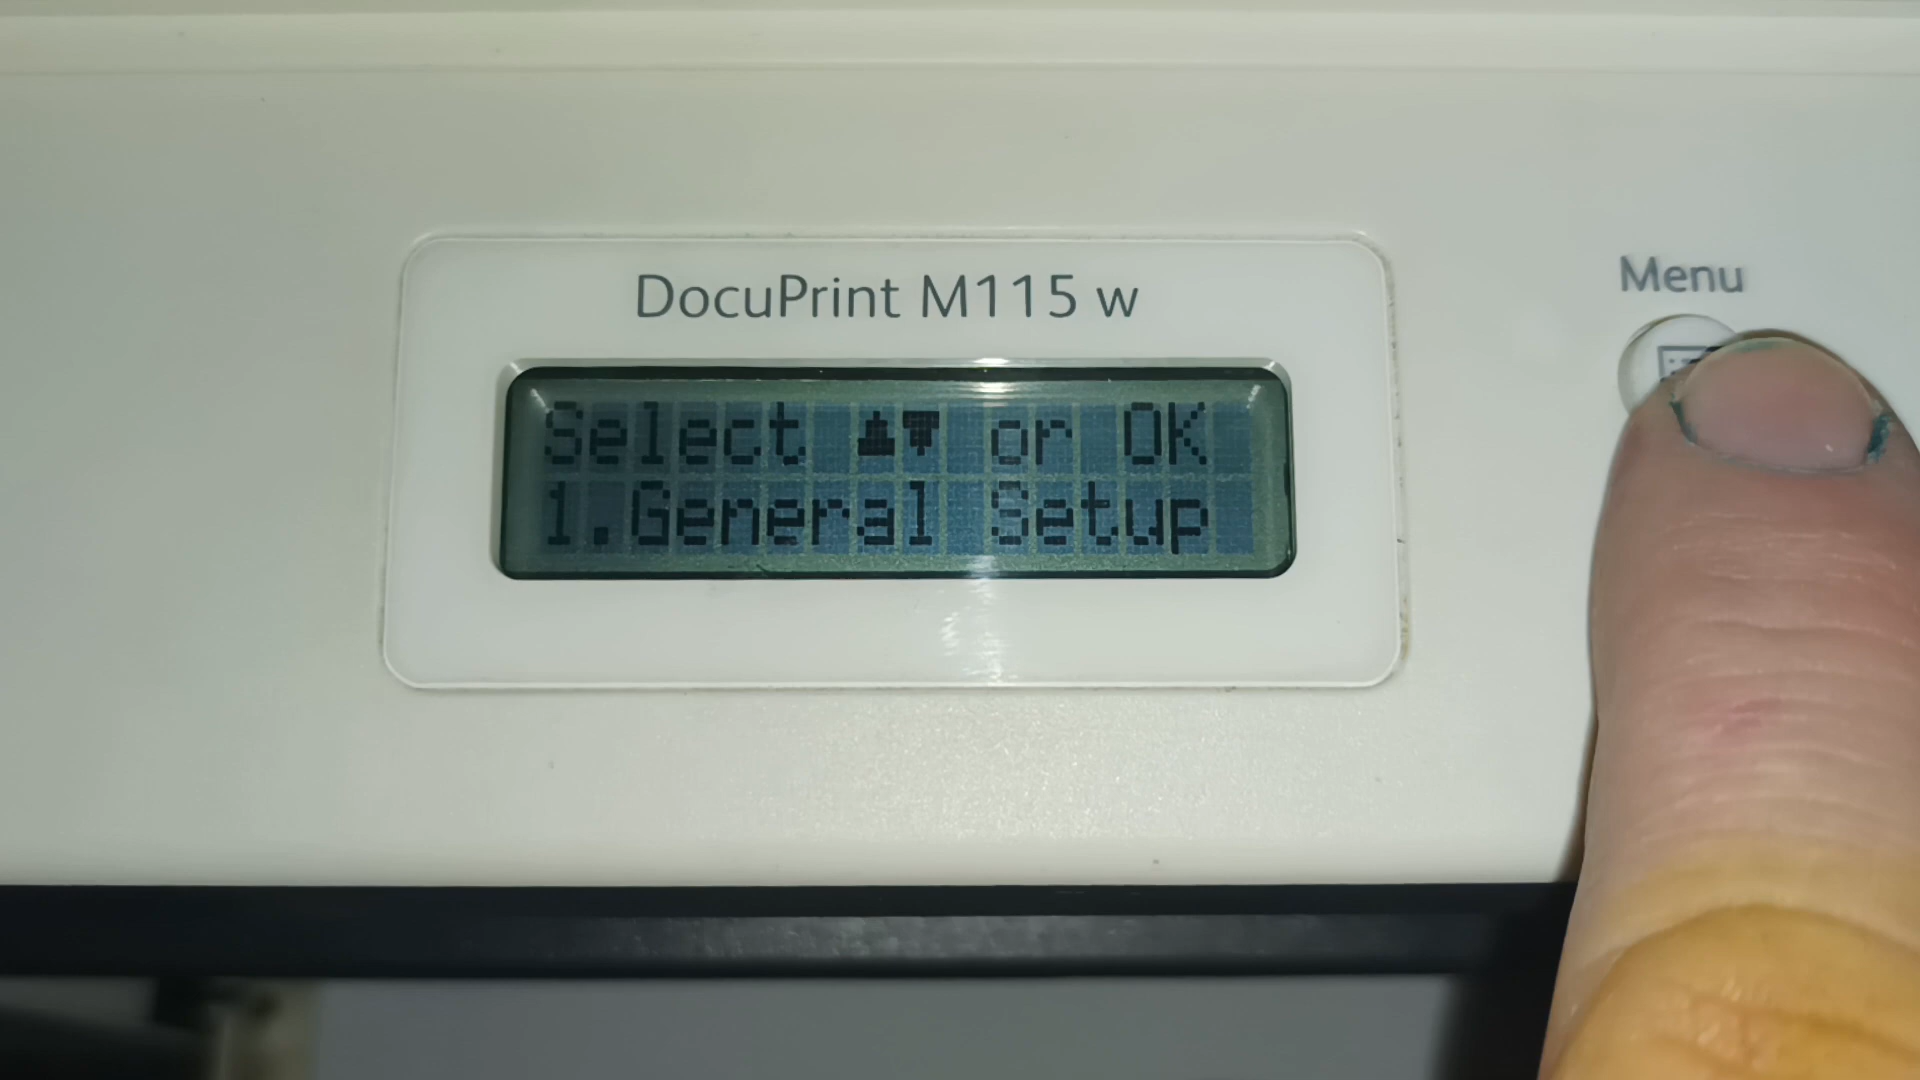 DocuPrint M115 w
Menu
Select ▲▼ or OK
1.General Setup